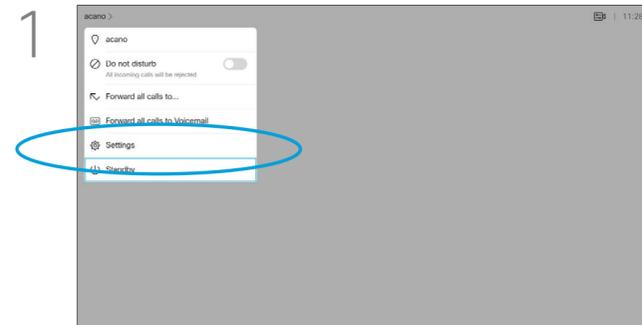 1
acano >
11:28
acano
Do not disturb
All incoming calls will be rejected
Forward all calls to...
Forward all calls to Voicemail
Settings
Standby